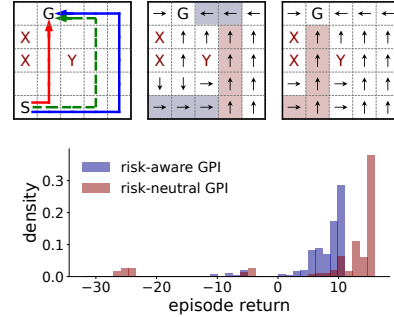 G G
X X X
X Y X Y X Y
S
risk-aware GPI
risk-neutral GPI
density
0.3
0.2
0.1
0.0
−30 −20 −10 0 10
episode return